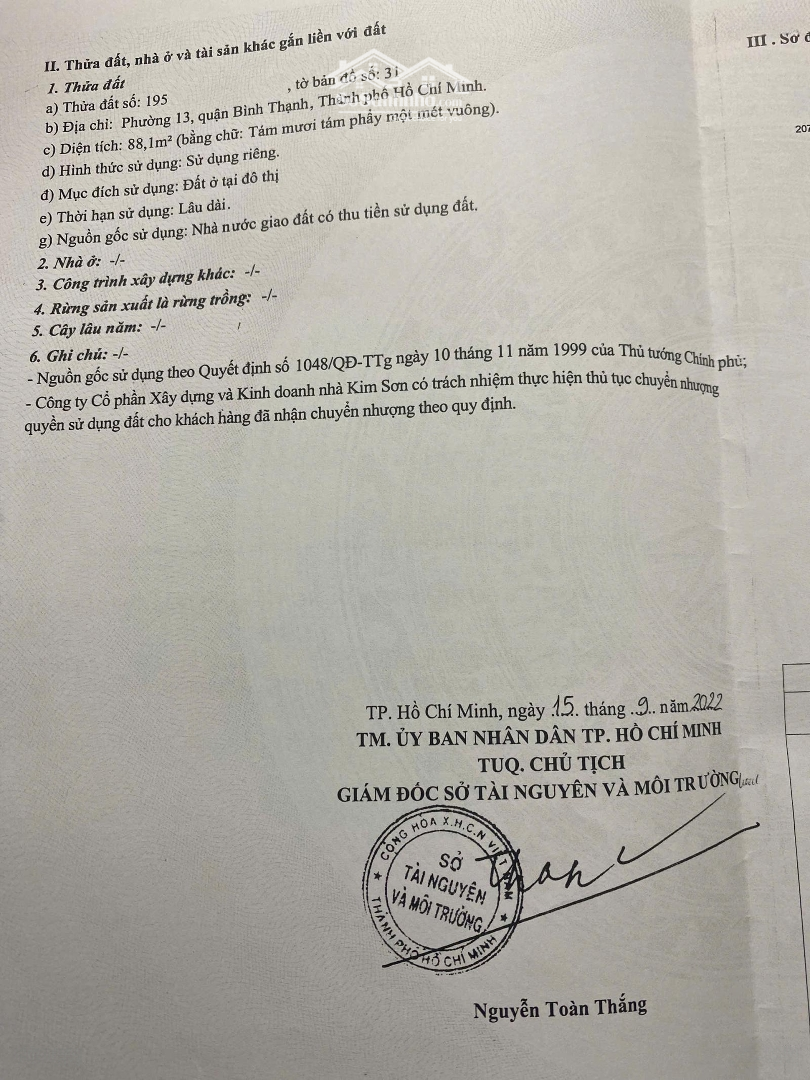 II. Thửa đất, nhà ở và tài sản khác gắn liền với đất
1. Thửa đất
a) Thửa đất số: 195 , tờ bản đồ số: 31
b) Địa chỉ: Phường 13, quận Bình Thạnh, Thành phố Hồ Chí Minh.
c) Diện tích: 88,1m² (bằng chữ: Tám mươi tám phẩy một mét vuông).
d) Hình thức sử dụng: Sử dụng riêng.
đ) Mục đích sử dụng: Đất ở tại đô thị
e) Thời hạn sử dụng: Lâu dài.
g) Nguồn gốc sử dụng: Nhà nước giao đất có thu tiền sử dụng đất.
2. Nhà ở: -/-
3. Công trình xây dựng khác: -/-
4. Rừng sản xuất là rừng trồng: -/-
5. Cây lâu năm: -/-
6. Ghi chú: -/-
- Nguồn gốc sử dụng theo Quyết định số 1048/QĐ-TTg ngày 10 tháng 11 năm 1999 của Thủ tướng Chính phủ;
- Công ty Cổ phần Xây dựng và Kinh doanh nhà Kim Sơn có trách nhiệm thực hiện thủ tục chuyển nhượng
quyền sử dụng đất cho khách hàng đã nhận chuyển nhượng theo quy định.
III . Sơ đ
207
TP. Hồ Chí Minh, ngày 15 tháng 9 năm 2022
TM. ỦY BAN NHÂN DÂN TP. HỒ CHÍ MINH
TUQ. CHỦ TỊCH
GIÁM ĐỐC SỞ TÀI NGUYÊN VÀ MÔI TRƯỜNG
CỘNG HÒA X.H.C.N VIỆT NAM
SỞ
TÀI NGUYÊN
VÀ MÔI TRƯỜNG
THÀNH PHỐ HỒ CHÍ MINH
Nguyễn Toàn Thắng